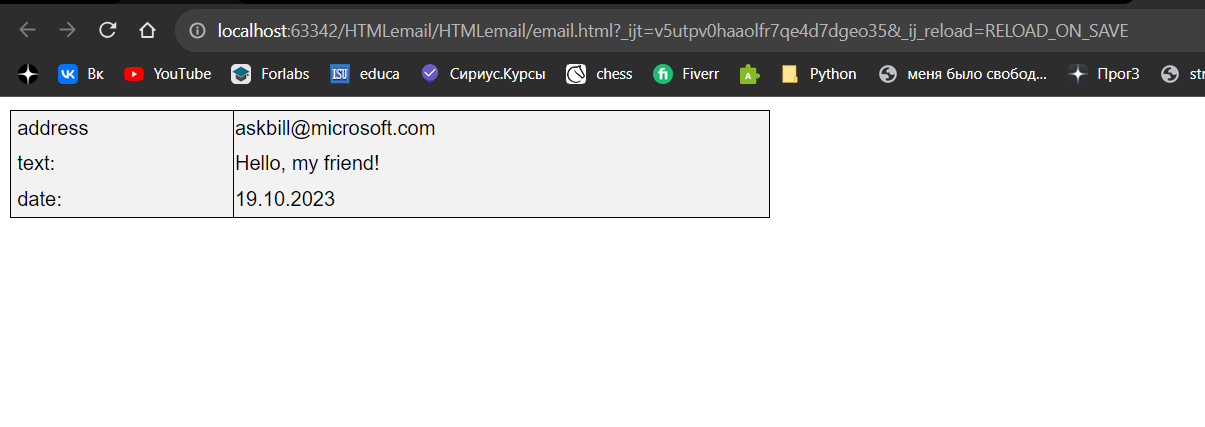 localhost:63342/HTMLemail/HTMLemail/email.html?_ijt=v5utpv0haaolfr7qe4d7dgeo35&_ij_reload=RELOAD_ON_SAVE
Вк YouTube Forlabs ISU educa Сириус.Курсы chess Fiverr Python меня было свобод... Прог3 str
address askbill@microsoft.com
text: Hello, my friend!
date: 19.10.2023